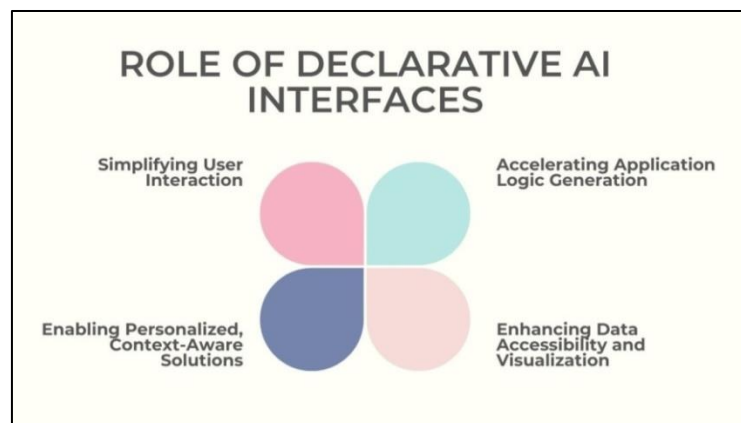 ROLE OF DECLARATIVE AI
INTERFACES
Simplifying User
Interaction
Accelerating Application
Logic Generation
Enabling Personalized,
Context-Aware
Solutions
Enhancing Data
Accessibility and
Visualization